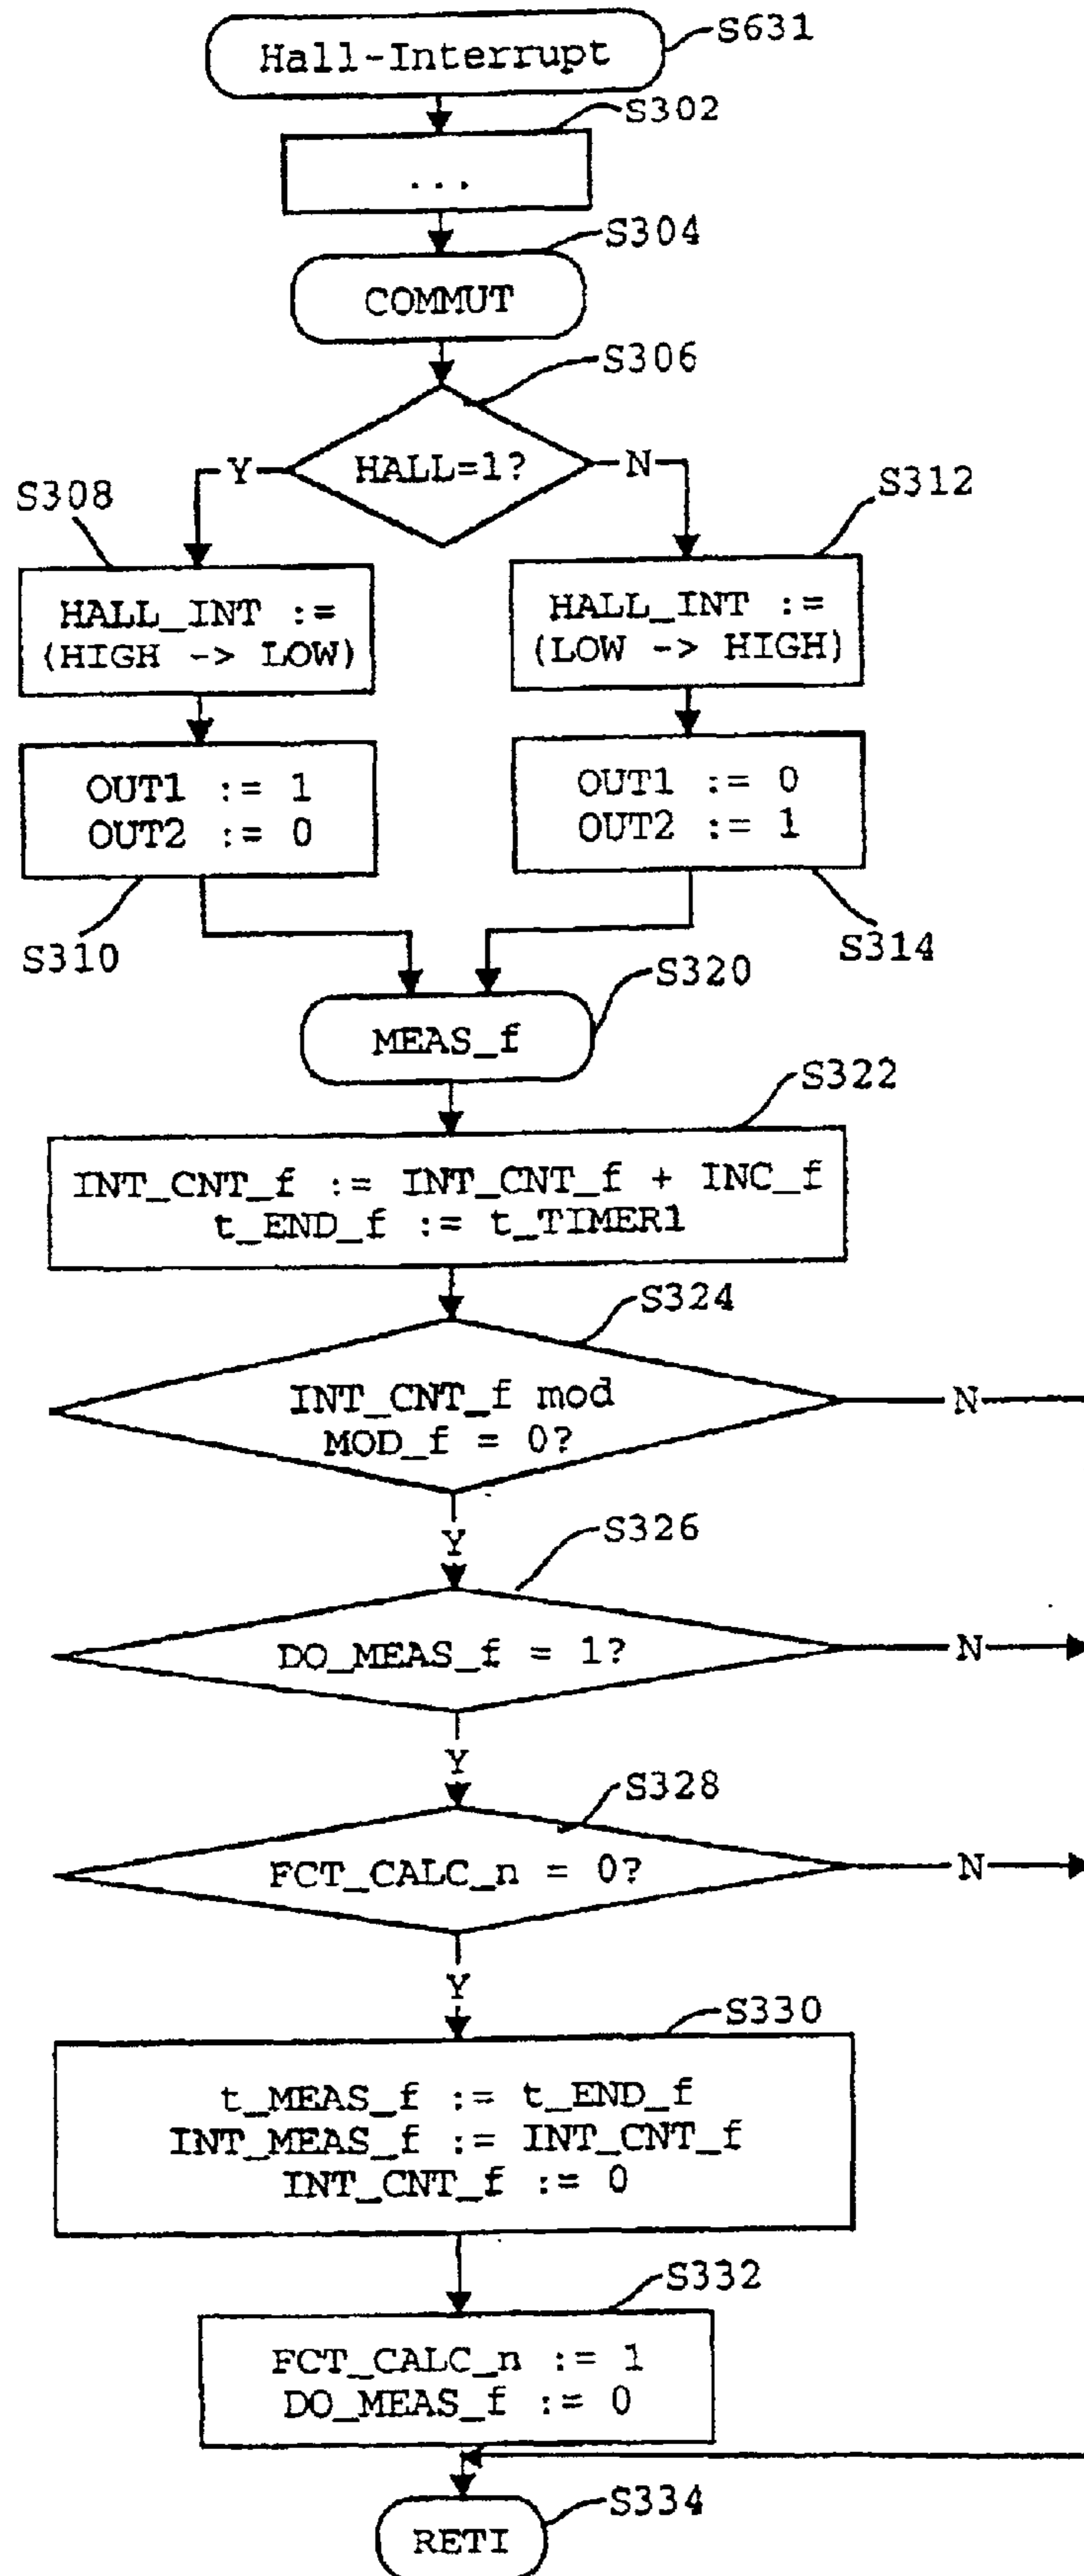 Hall-Interrupt
S631
S302
...
S304
COMMUT
S306
HALL=1?
Y
N
S308
S312
HALL_INT :=
(HIGH -> LOW)
HALL_INT :=
(LOW -> HIGH)
OUT1 := 1
OUT2 := 0
OUT1 := 0
OUT2 := 1
S310
S314
S320
MEAS_f
S322
INT_CNT_f := INT_CNT_f + INC_f
t_END_f := t_TIMER1
S324
INT_CNT_f mod
MOD_f = 0?
N
Y
S326
DO_MEAS_f = 1?
N
Y
S328
FCT_CALC_n = 0?
N
Y
S330
t_MEAS_f := t_END_f
INT_MEAS_f := INT_CNT_f
INT_CNT_f := 0
S332
FCT_CALC_n := 1
DO_MEAS_f := 0
S334
RETI